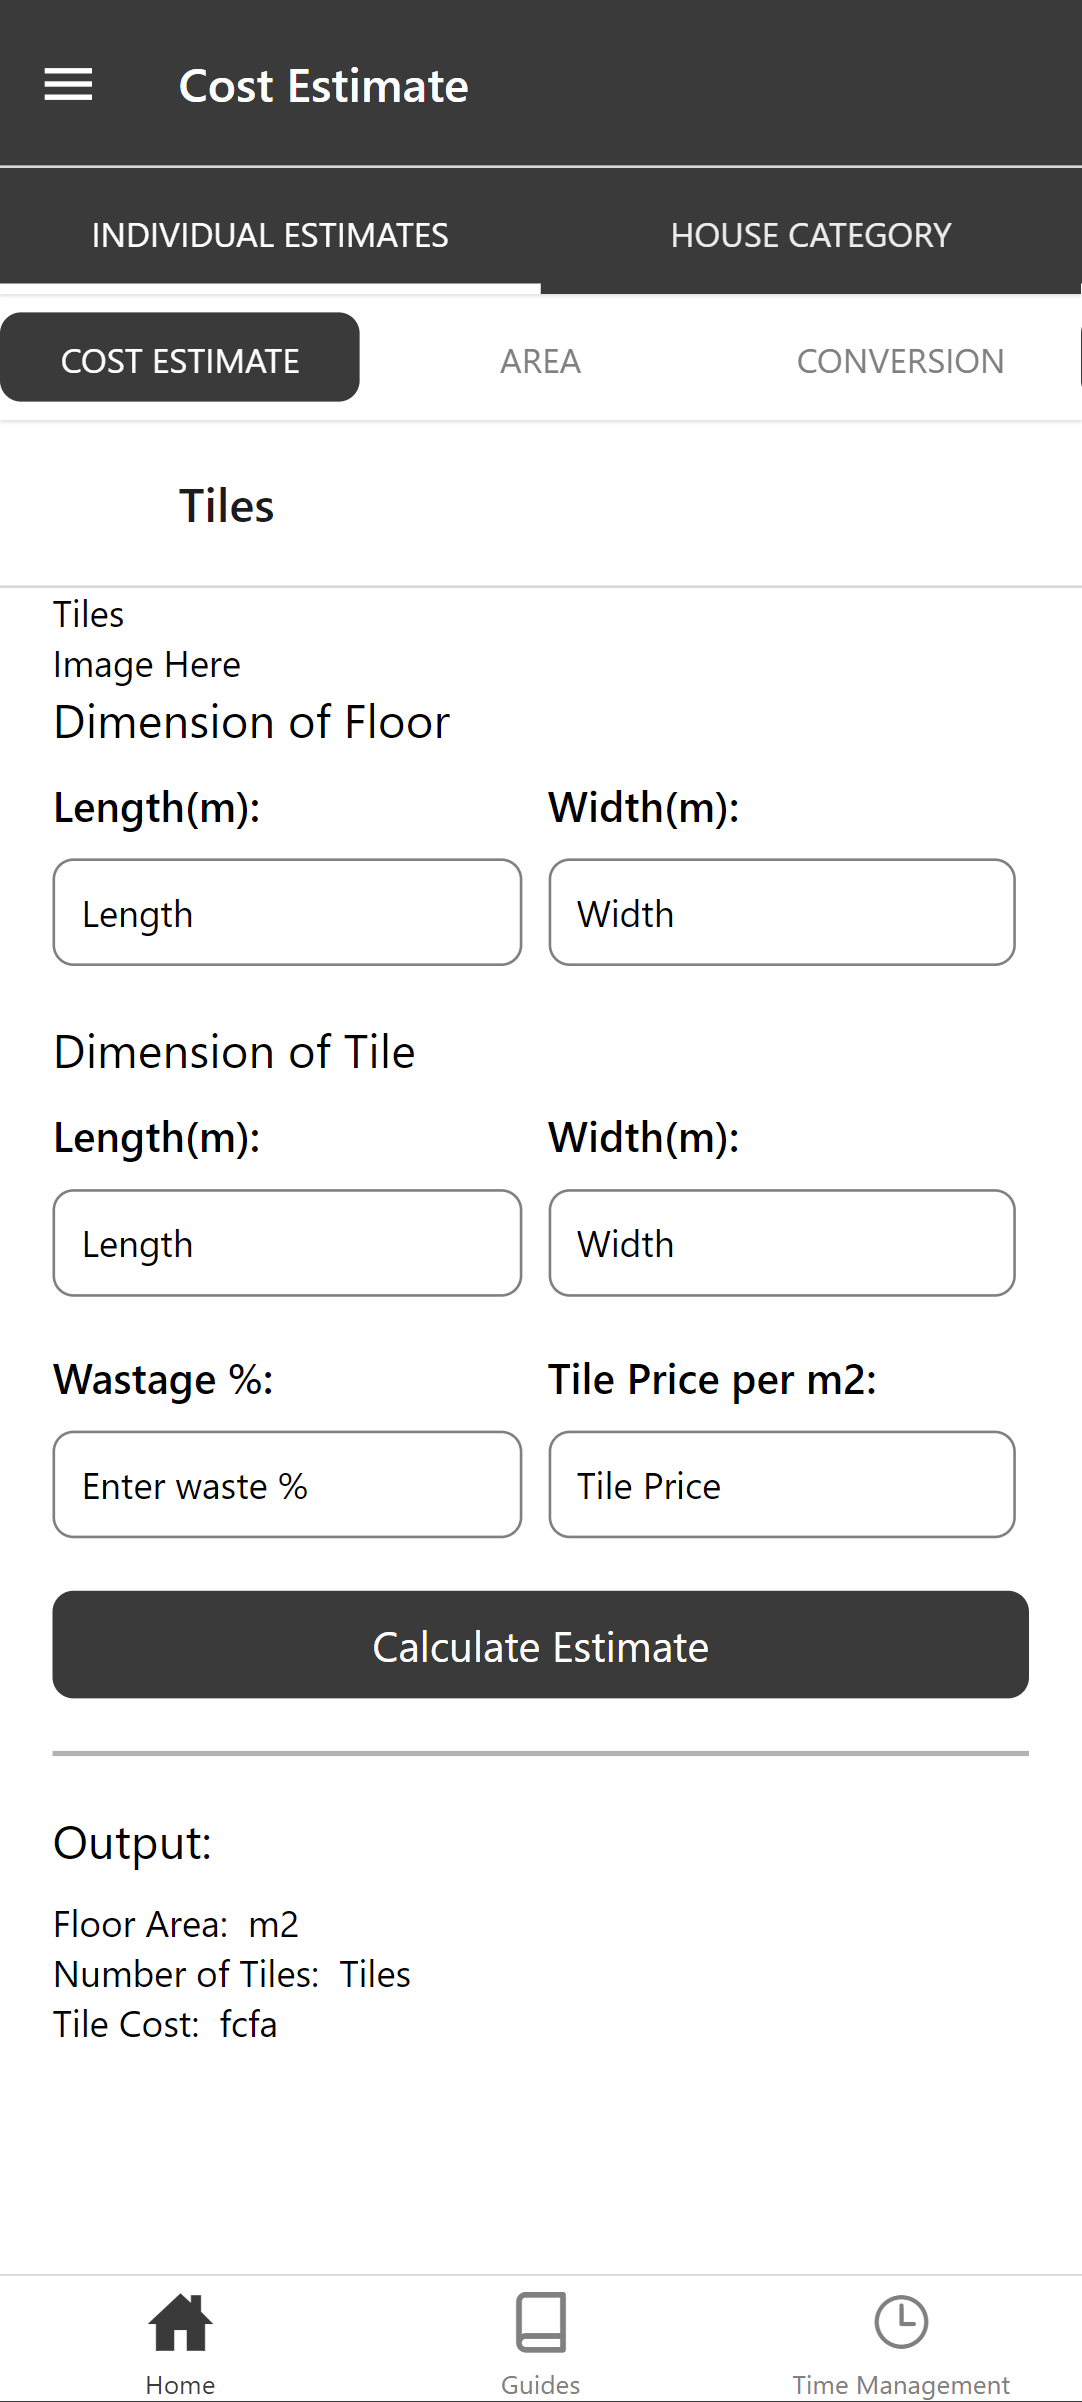 Cost Estimate
INDIVIDUAL ESTIMATES
HOUSE CATEGORY
COST ESTIMATE
AREA
CONVERSION
Tiles
Tiles
Image Here
Dimension of Floor
Length(m):
Width(m):
Length
Width
Dimension of Tile
Length(m):
Width(m):
Length
Width
Wastage %:
Tile Price per m2:
Enter waste %
Tile Price
Calculate Estimate
Output:
Floor Area:  m2
Number of Tiles:  Tiles
Tile Cost:  fcfa
Home
Guides
Time Management